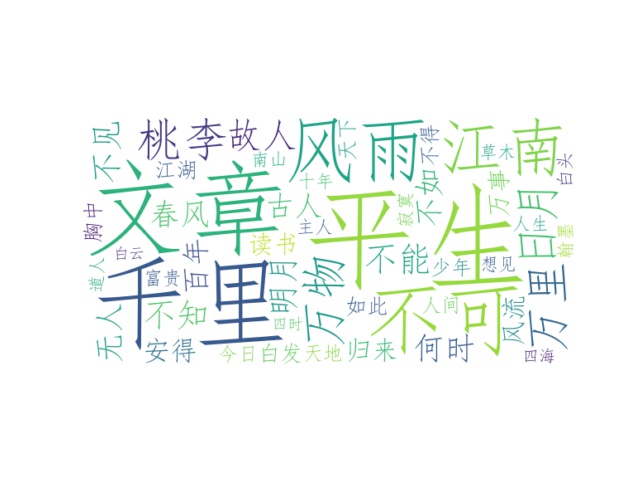 不见
桃李
故人
风雨
天下
不得
江南
草木
白头
江湖
南山
十年
不如
万事
胸中
文章
春风
古人
主人
寂寞
平生
日月
人生
翰墨
白云
读书
不能
少年
想见
道人
富贵
百年
明月
万物
千里
不知
四时
如此
不可
人间
风流
万里
无人
安得
今日
白发
天地
归来
何时
四海